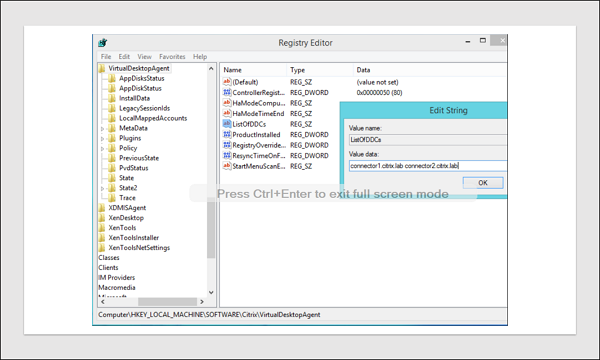 Registry Editor
File Edit View Favorites Help
VirtualDesktopAgent
AppDisksStatus
AppDisksStatus
InstallData
LegacySessionIds
LocalMappedAccounts
MetaData
Plugins
Policy
PreviousState
PvdStatus
State
State2
Trace
XDMISAgent
XenDesktop
XenTools
XenToolsInstaller
XenToolsNetSettings
Classes
Clients
IM Providers
Macromedia
Microsoft
Name Type Data
(Default) REG_SZ (value not set)
ControllerRegist... REG_DWORD 0x00000050 (80)
HaModeCompu... REG_SZ
HaModeTimeEnd REG_SZ
ListOfDDCs REG_SZ
ProductInstalled REG_DWORD
RegistryOverride... REG_DWORD
ResyncTimeOnF... REG_DWORD
StartMenuScanE... REG_DWORD
Edit String
Value name:
ListOfDDCs
Value data:
connector1.citrix.lab connector2.citrix.lab
OK
Press Ctrl+Enter to exit full screen mode
Computer\HKEY_LOCAL_MACHINE\SOFTWARE\Citrix\VirtualDesktopAgent